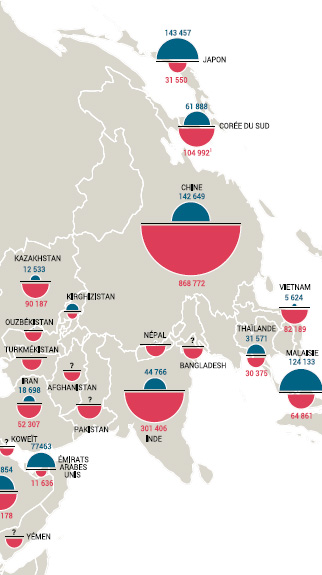 143 457
JAPON
31 550
61 888
CORÉE DU SUD
104 992¹
CHINE
142 649
868 772
KAZAKHSTAN
12 533
90 187
KIRGHIZISTAN
VIETNAM
5 624
82 189
OUZBÉKISTAN
THAÏLANDE
31 571
30 375
NÉPAL
?
BANGLADESH
TURKMÉKISTAN
MALAISIE
124 133
64 861
?
AFGHANISTAN
IRAN
18 698
52 307
44 766
301 406
INDE
?
PAKISTAN
?
KOWEÏT
77463
ÉMIRATS
ARABES
UNIS
11 636
854
178
?
YÉMEN